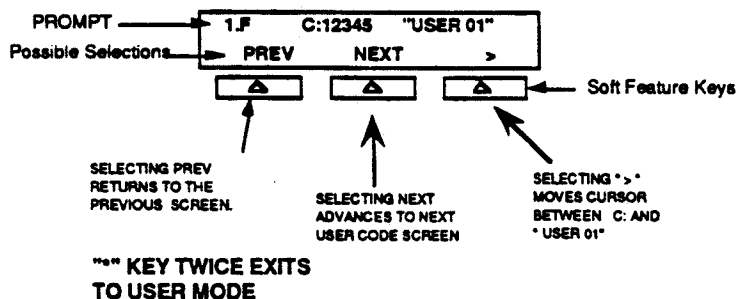 PROMPT 1.F C:12345 "USER 01"
Possible Selections PREV NEXT >
Soft Feature Keys
SELECTING PREV
RETURNS TO THE
PREVIOUS SCREEN.
SELECTING NEXT
ADVANCES TO NEXT
USER CODE SCREEN
SELECTING " > "
MOVES CURSOR
BETWEEN C: AND
" USER 01"
"*" KEY TWICE EXITS
TO USER MODE